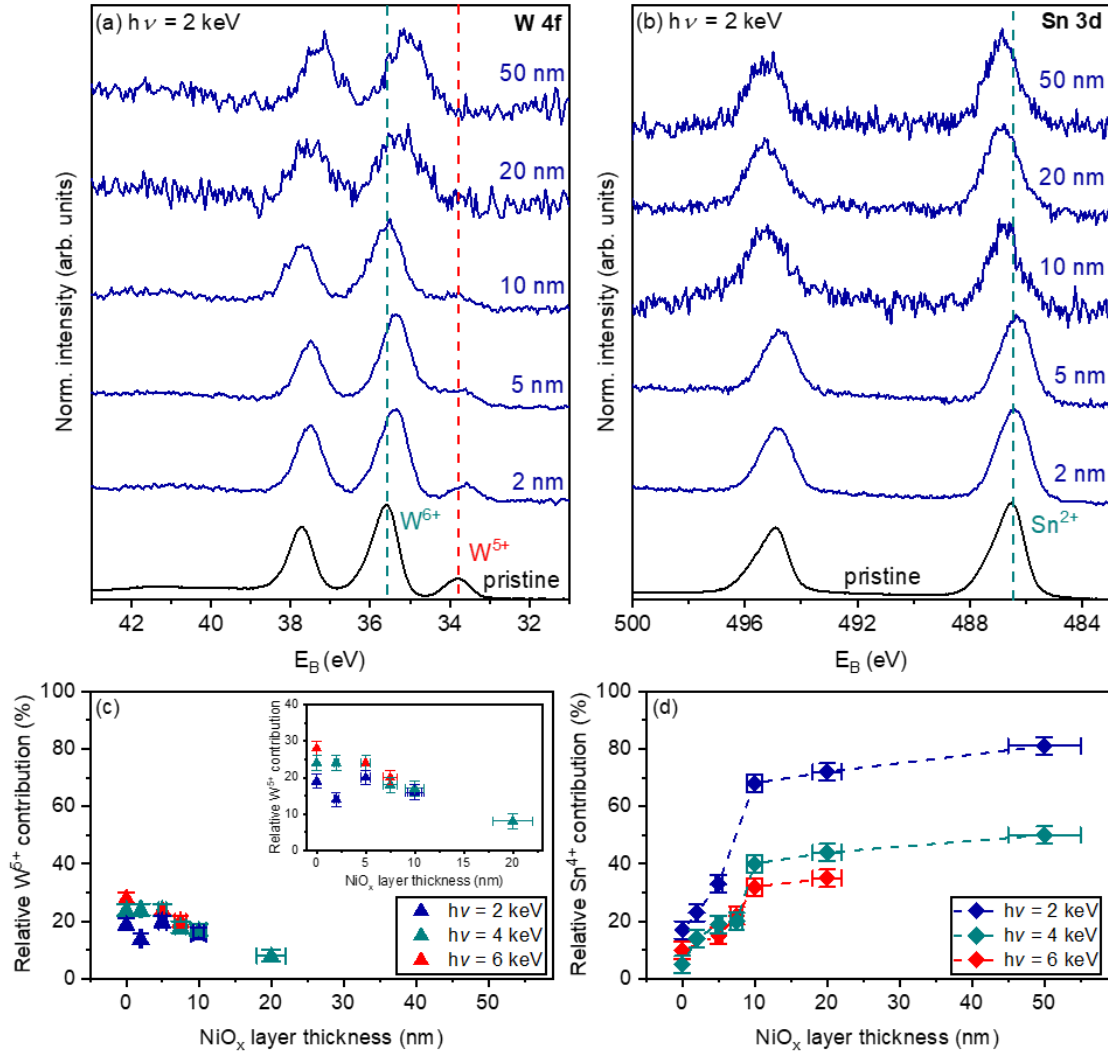 (a) hν = 2 keV
W 4f
50 nm
20 nm
10 nm
5 nm
2 nm
W⁶⁺
W⁵⁺
pristine
Norm. intensity (arb. units)
42 40 38 36 34 32
E_B (eV)
(b) hν = 2 keV
Sn 3d
50 nm
20 nm
10 nm
5 nm
2 nm
Sn²⁺
pristine
Norm. intensity (arb. units)
500 496 492 488 484
E_B (eV)
(c)
Relative W⁵⁺ contribution (%)
100
80
60
40
20
0
0 10 20 30 40 50
NiOₓ layer thickness (nm)
Relative W⁵⁺ contribution
40
30
20
10
0
0 5 10 15 20
NiOₓ layer thickness (nm)
hν = 2 keV
hν = 4 keV
hν = 6 keV
(d)
Relative Sn⁴⁺ contribution (%)
100
80
60
40
20
0
0 10 20 30 40 50
NiOₓ layer thickness (nm)
hν = 2 keV
hν = 4 keV
hν = 6 keV